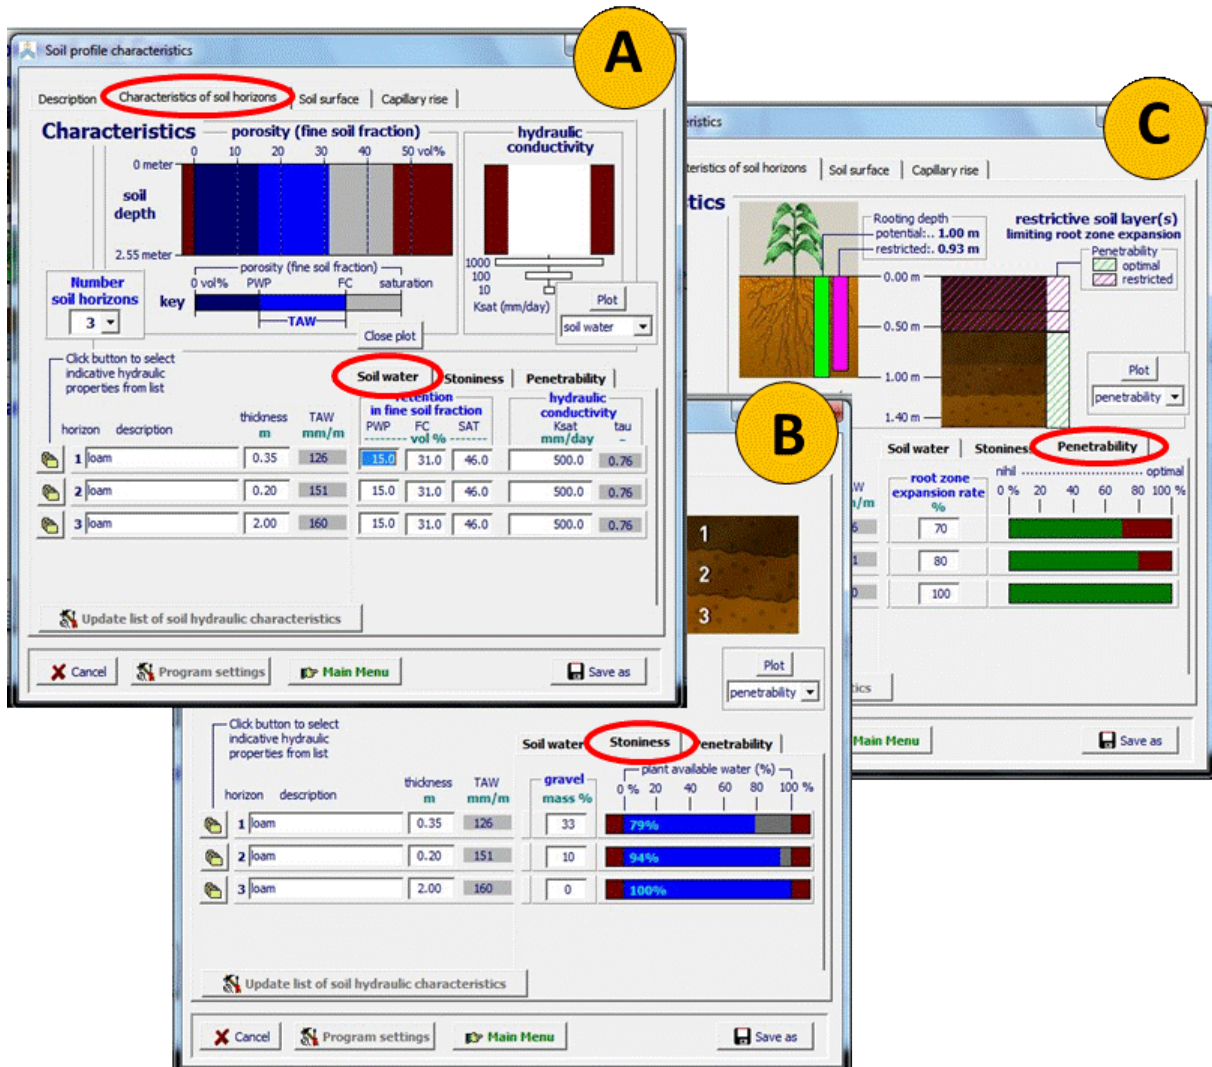 A
Soil profile characteristics
Description Characteristics of soil horizons Soil surface Capillary rise
Characteristics
porosity (fine soil fraction)
0 10 20 30 40 50 vol%
0 meter
soil
depth
2.55 meter
hydraulic
conductivity
1000
100
10
Ksat (mm/day)
Number
soil horizons
3
key
porosity (fine soil fraction)
0 vol% PWP FC saturation
TAW
Plot
soil water
Close plot
Click button to select
indicative hydraulic
properties from list
Soil water Stoniness Penetrability
retention
in fine soil fraction
PWP FC SAT
-------- vol % -------
hydraulic
conductivity
Ksat tau
mm/day -
horizon description thickness TAW
m mm/m
1 loam 0.35 126 15.0 31.0 46.0 500.0 0.76
2 loam 0.20 151 15.0 31.0 46.0 500.0 0.76
3 loam 2.00 160 15.0 31.0 46.0 500.0 0.76
Update list of soil hydraulic characteristics
Cancel Program settings Main Menu Save as
C
ristics
teristics of soil horizons Soil surface Capillary rise
tics
Rooting depth
potential:.. 1.00 m
restricted:. 0.93 m
restrictive soil layer(s)
limiting root zone expansion
Penetrability
optimal
restricted
0.00 m
0.50 m
1.00 m
1.40 m
Plot
penetrability
Soil water Stoniness Penetrability
root zone
expansion rate
%
nihil ...................... optimal
0 % 20 40 60 80 100 %
70
80
100
Main Menu Save as
B
1
2
3
Plot
penetrability
Click button to select
indicative hydraulic
properties from list
Soil water Stoniness Penetrability
gravel
mass %
plant available water (%)
0 % 20 40 60 80 100 %
horizon description thickness TAW
m mm/m
1 loam 0.35 126 33 79%
2 loam 0.20 151 10 94%
3 loam 2.00 160 0 100%
Update list of soil hydraulic characteristics
Cancel Program settings Main Menu Save as